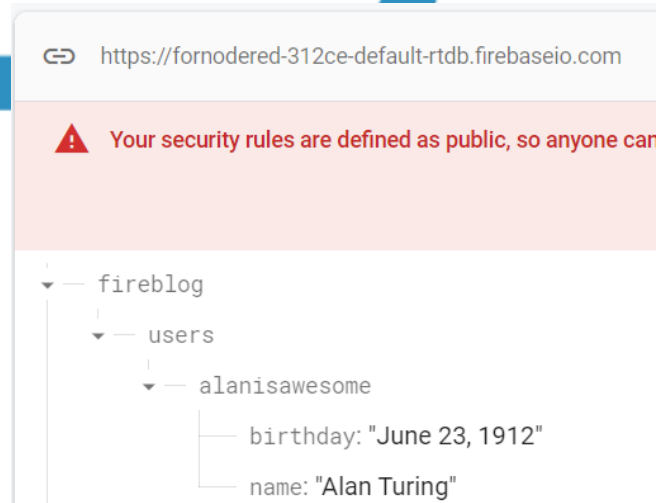 https://fornodered-312ce-default-rtdb.firebaseio.com
Your security rules are defined as public, so anyone can
fireblog
users
alanisawesome
birthday: "June 23, 1912"
name: "Alan Turing"